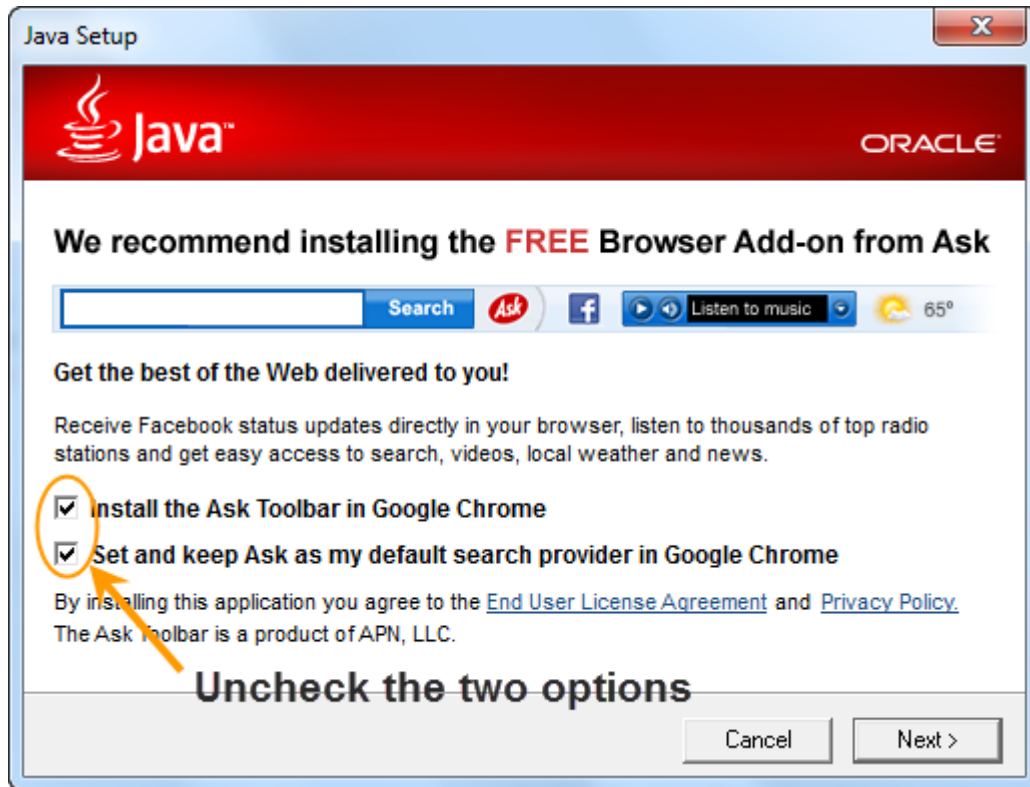 Java Setup
Java™
ORACLE®
We recommend installing the FREE Browser Add-on from Ask
Search
Ask
f
Listen to music
65°
Get the best of the Web delivered to you!
Receive Facebook status updates directly in your browser, listen to thousands of top radio
stations and get easy access to search, videos, local weather and news.
Install the Ask Toolbar in Google Chrome
Set and keep Ask as my default search provider in Google Chrome
By installing this application you agree to the End User License Agreement and Privacy Policy.
The Ask Toolbar is a product of APN, LLC.
Uncheck the two options
Cancel
Next >